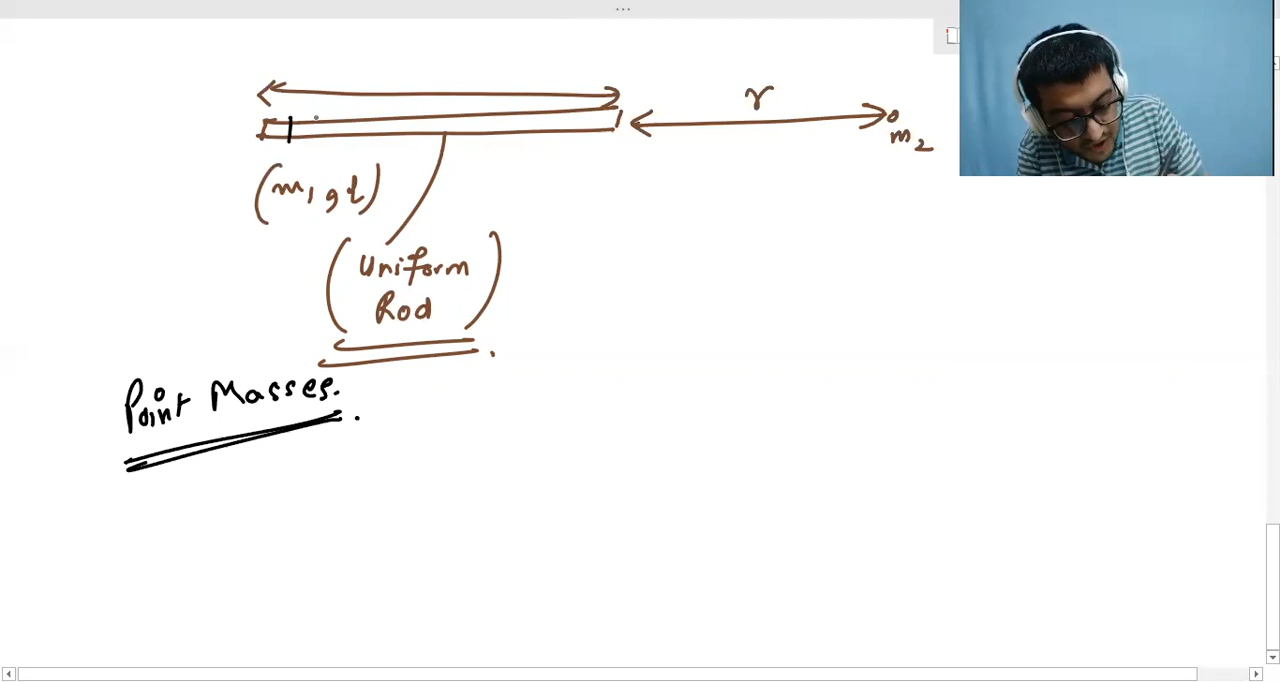 r
m2
(m1, l)
(Uniform
Rod)
Point Masses.